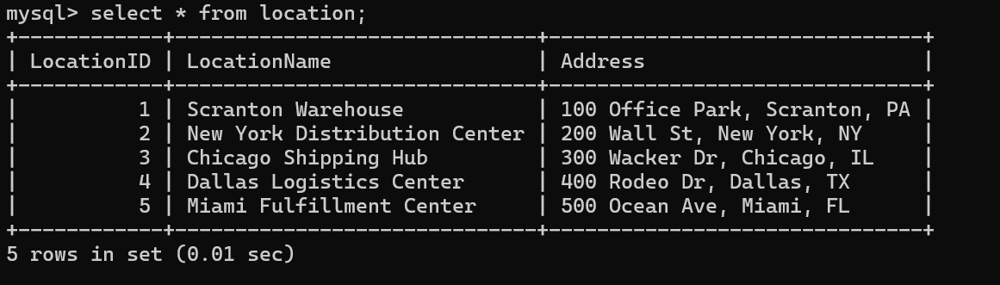 mysql> select * from location;
+------------+------------------------------+-------------------------------+
| LocationID | LocationName                 | Address                       |
+------------+------------------------------+-------------------------------+
|          1 | Scranton Warehouse           | 100 Office Park, Scranton, PA |
|          2 | New York Distribution Center | 200 Wall St, New York, NY     |
|          3 | Chicago Shipping Hub         | 300 Wacker Dr, Chicago, IL    |
|          4 | Dallas Logistics Center      | 400 Rodeo Dr, Dallas, TX      |
|          5 | Miami Fulfillment Center     | 500 Ocean Ave, Miami, FL      |
+------------+------------------------------+-------------------------------+
5 rows in set (0.01 sec)